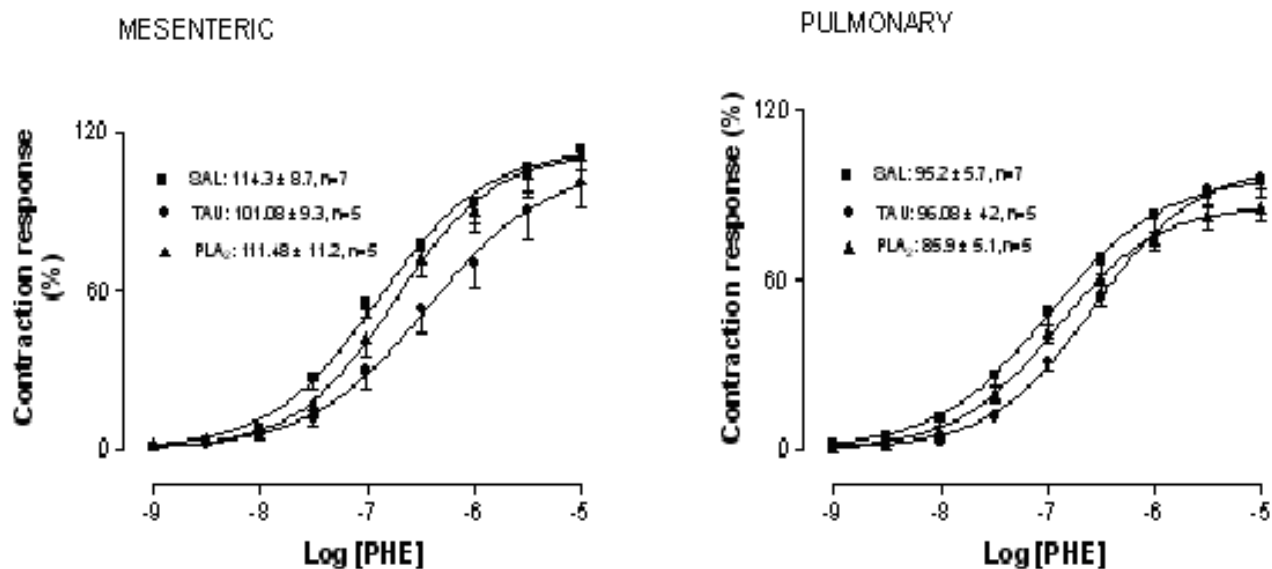 MESENTERIC
Contraction response
(%)
120
60
0
SAL: 114.3 ± 8.7, n=7
TAU: 101.08 ± 9.3, n=5
PLA₂: 111.48 ± 11.2, n=5
-9 -8 -7 -6 -5
Log [PHE]
PULMONARY
Contraction response (%)
120
60
0
SAL: 95.2 ± 5.7, n=7
TAU: 96.08 ± 42, n=5
PLA₂: 85.9 ± 5.1, n=5
-9 -8 -7 -6 -5
Log [PHE]